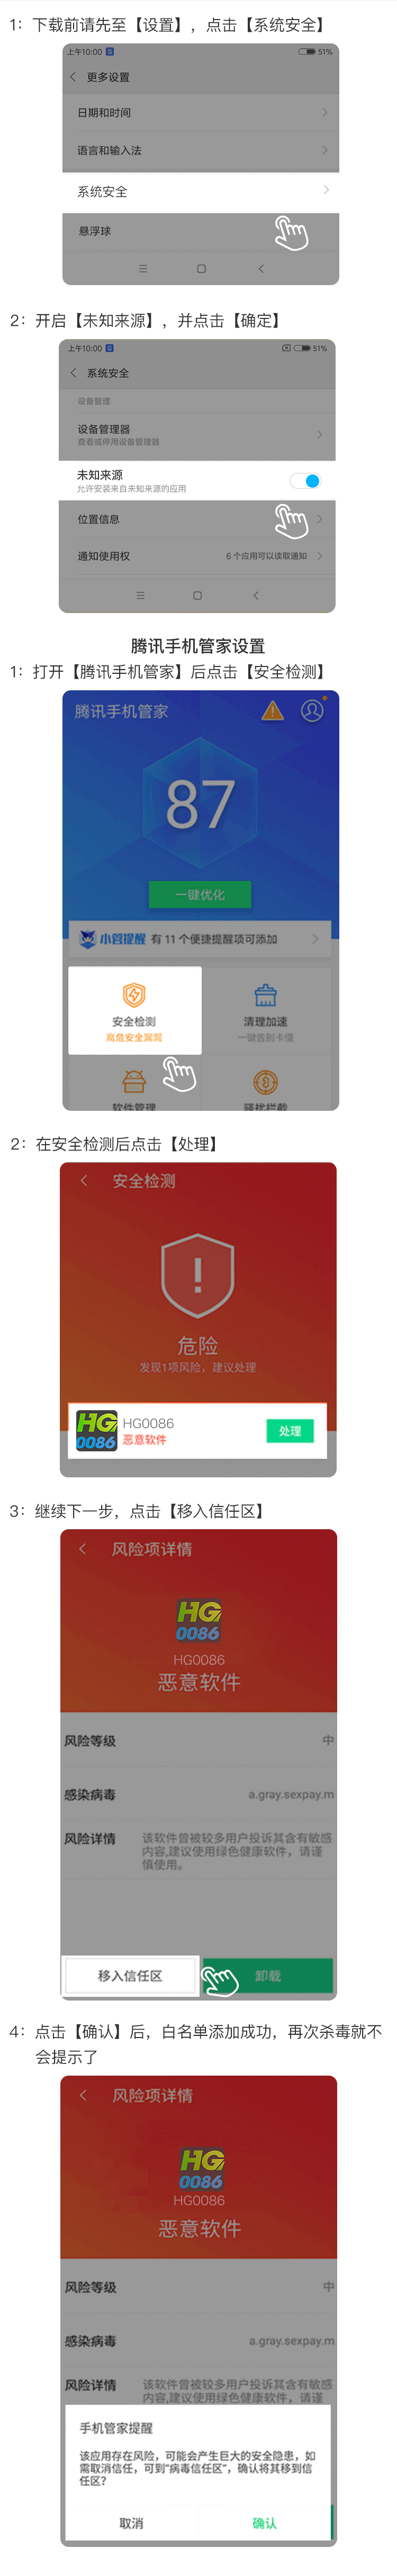 1：下载前请先至【设置】，点击【系统安全】
上午10:00 51%
更多设置
日期和时间
语言和输入法
系统安全
悬浮球
2：开启【未知来源】，并点击【确定】
上午10:00 51%
系统安全
设备管理
设备管理器
查看或停用设备管理器
未知来源
允许安装来自未知来源的应用
位置信息
通知使用权 6个应用可以读取通知
腾讯手机管家设置
1：打开【腾讯手机管家】后点击【安全检测】
腾讯手机管家
87
一键优化
小管提醒 有11个便捷提醒项可添加
安全检测 清理加速
高危安全漏洞 一键告别卡慢
软件管理 骚扰拦截
2：在安全检测后点击【处理】
安全检测
危险
发现1项风险，建议处理
HG
0086
HG0086
恶意软件
处理
3：继续下一步，点击【移入信任区】
风险项详情
HG
0086
HG0086
恶意软件
风险等级 中
感染病毒 a.gray.sexpay.m
风险详情 该软件曾被较多用户投诉其含有敏感
内容,建议使用绿色健康软件，请谨
慎使用。
移入信任区 卸载
4：点击【确认】后，白名单添加成功，再次杀毒就不
会提示了
风险项详情
HG
0086
HG0086
恶意软件
风险等级 中
感染病毒 a.gray.sexpay.m
风险详情 该软件曾被较多用户投诉其含有敏感
内容,建议使用绿色健康软件，请谨
手机管家提醒
该应用存在风险，可能会产生巨大的安全隐患，如
需取消信任，可到“病毒信任区”，确认将其移到信
任区？
取消 确认